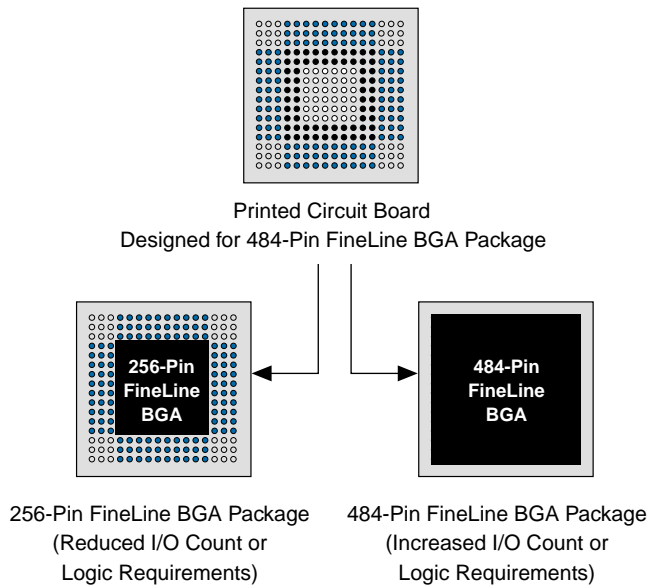 Printed Circuit Board
Designed for 484-Pin FineLine BGA Package
256-Pin
FineLine
BGA
484-Pin
FineLine
BGA
256-Pin FineLine BGA Package
(Reduced I/O Count or
Logic Requirements)
484-Pin FineLine BGA Package
(Increased I/O Count or
Logic Requirements)